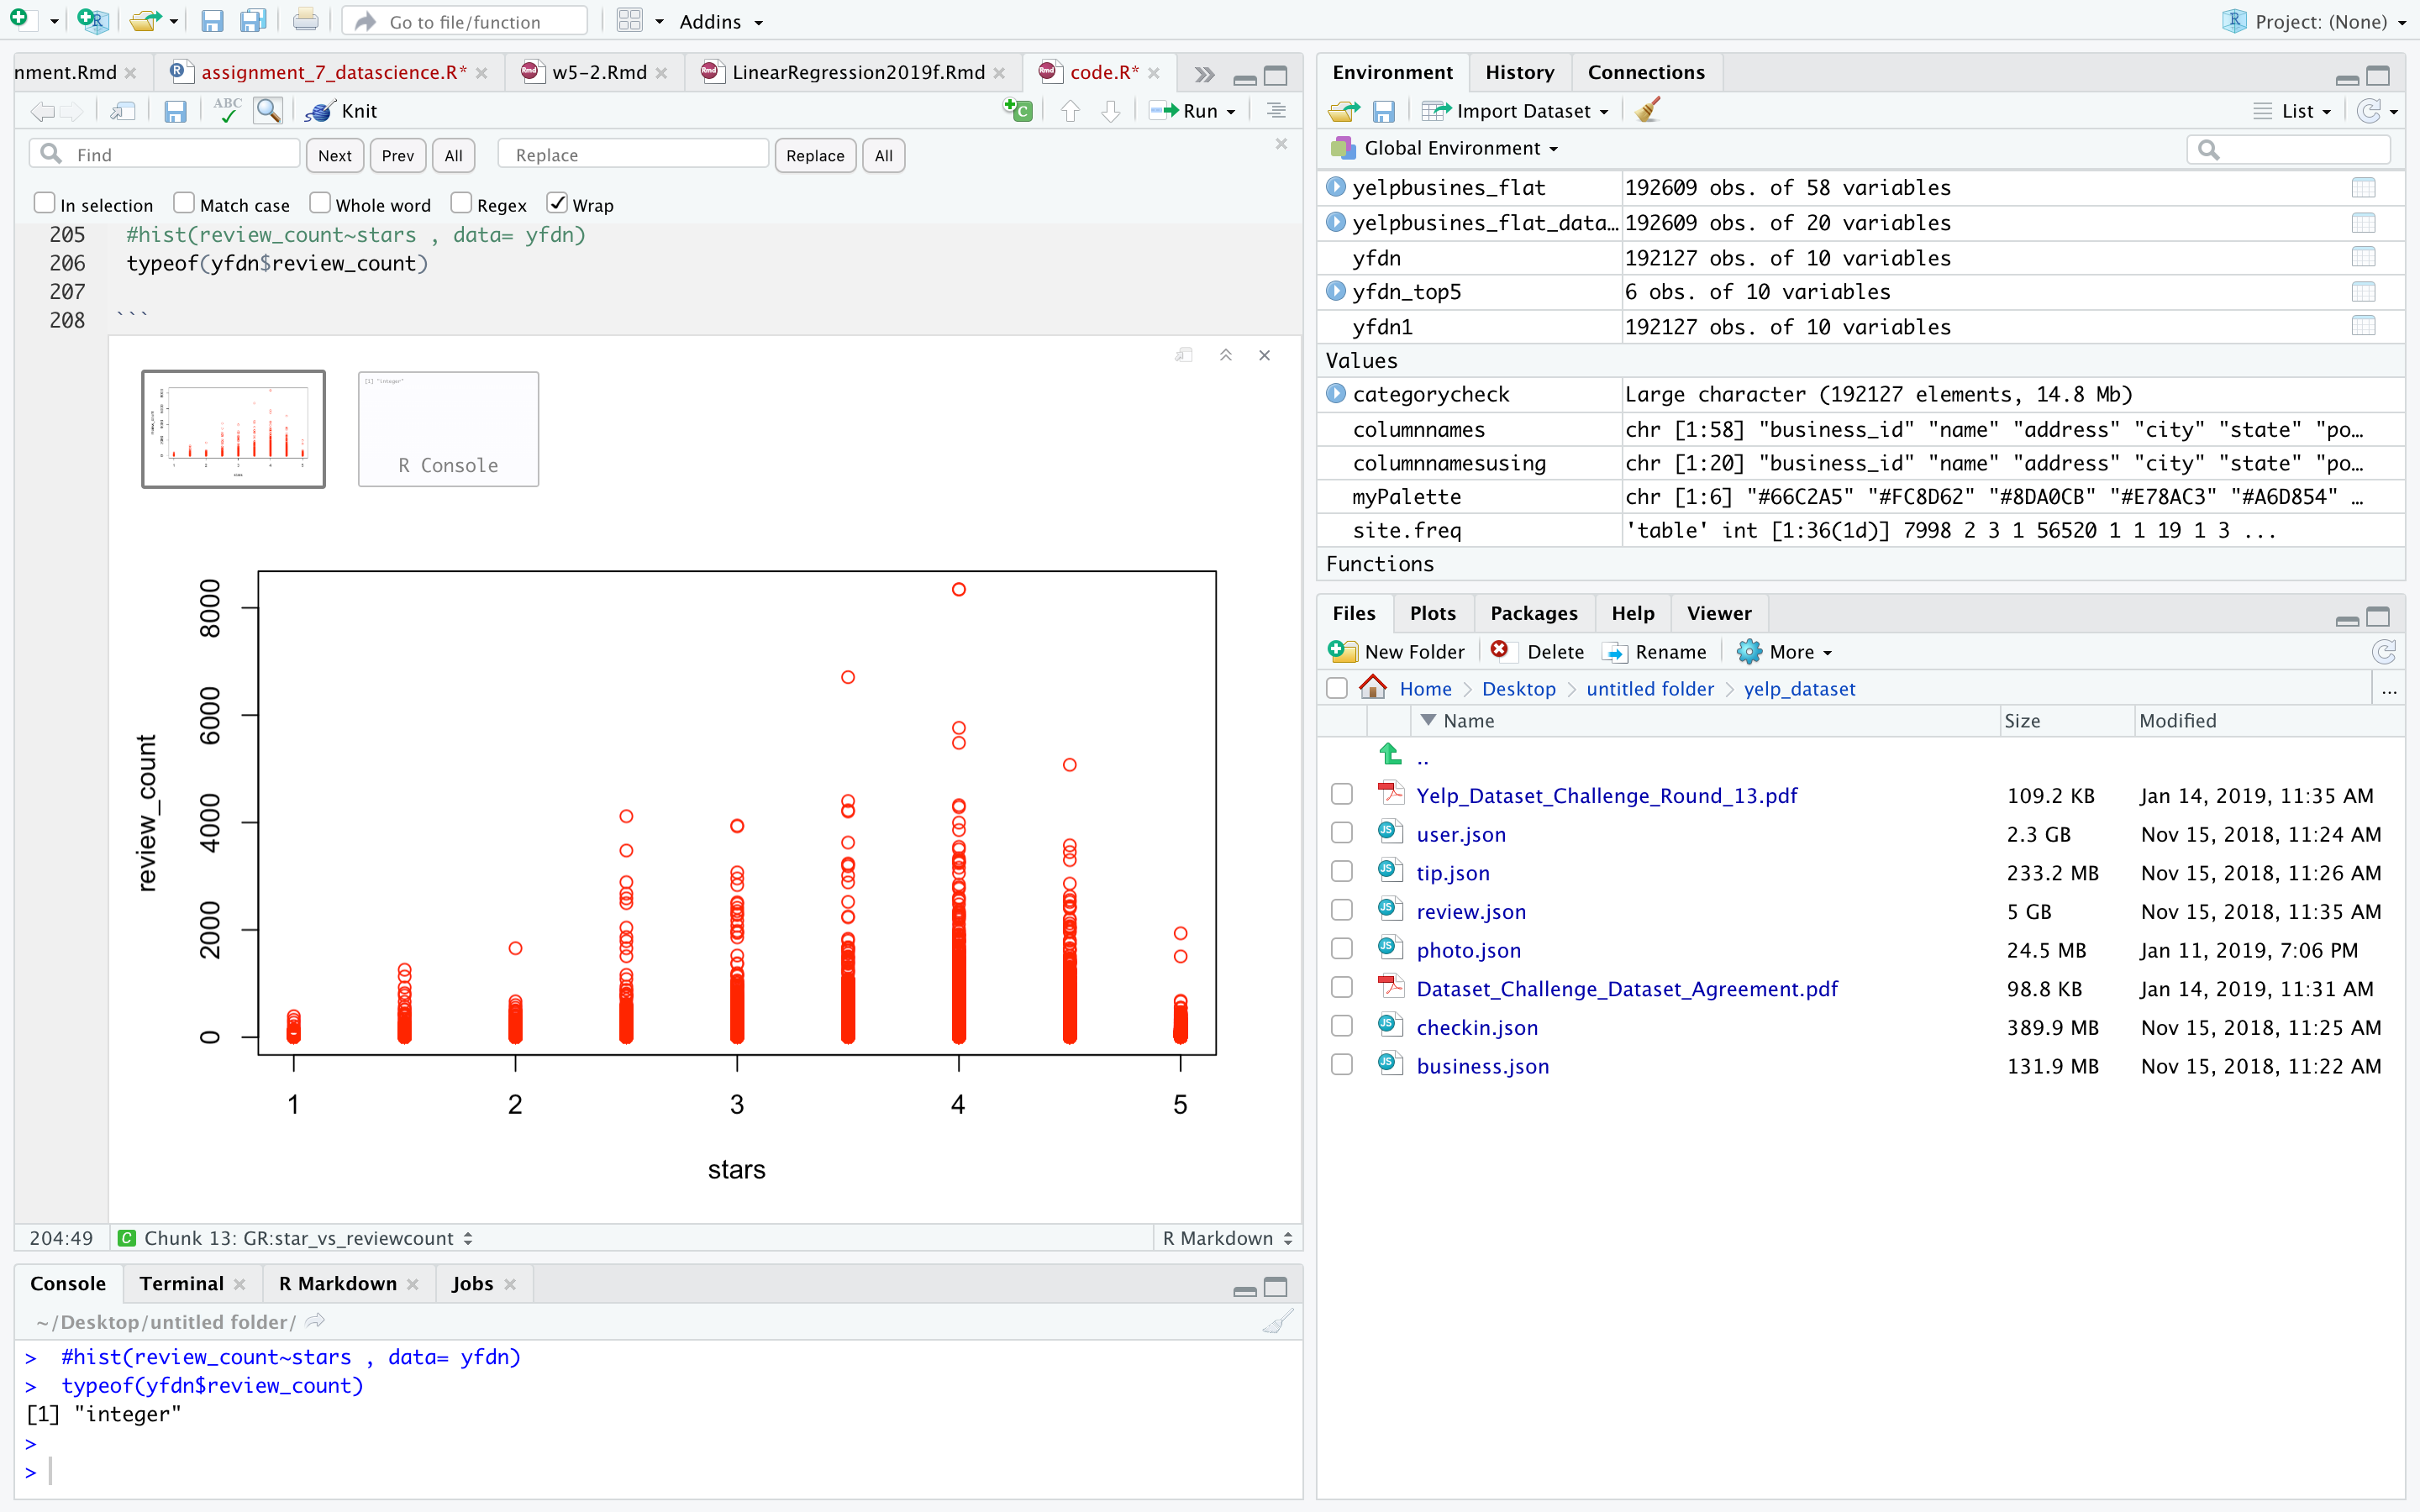 Go to file/function
Addins
Project: (None)
nment.Rmd
assignment_7_datascience.R*
w5-2.Rmd
LinearRegression2019f.Rmd
code.R*
ABC
Knit
Run
Find
Next
Prev
All
Replace
Replace
All
In selection
Match case
Whole word
Regex
Wrap
205 #hist(review_count~stars , data= yfdn)
206 typeof(yfdn$review_count)
207
208 ```
[1] "integer"
R Console
8000
6000
4000
2000
0
review_count
1 2 3 4 5
stars
204:49
Chunk 13: GR:star_vs_reviewcount
R Markdown
Console
Terminal
R Markdown
Jobs
~/Desktop/untitled folder/
> #hist(review_count~stars , data= yfdn)
> typeof(yfdn$review_count)
[1] "integer"
>
>
Environment
History
Connections
Import Dataset
List
Global Environment
yelpbusines_flat 192609 obs. of 58 variables
yelpbusines_flat_data… 192609 obs. of 20 variables
yfdn 192127 obs. of 10 variables
yfdn_top5 6 obs. of 10 variables
yfdn1 192127 obs. of 10 variables
Values
categorycheck Large character (192127 elements, 14.8 Mb)
columnnames chr [1:58] "business_id" "name" "address" "city" "state" "po…
columnnamesusing chr [1:20] "business_id" "name" "address" "city" "state" "po…
myPalette chr [1:6] "#66C2A5" "#FC8D62" "#8DA0CB" "#E78AC3" "#A6D854" …
site.freq 'table' int [1:36(1d)] 7998 2 3 1 56520 1 1 19 1 3 ...
Functions
Files
Plots
Packages
Help
Viewer
New Folder
Delete
Rename
More
Home
Desktop
untitled folder
yelp_dataset
...
Name Size Modified
..
Yelp_Dataset_Challenge_Round_13.pdf 109.2 KB Jan 14, 2019, 11:35 AM
user.json 2.3 GB Nov 15, 2018, 11:24 AM
tip.json 233.2 MB Nov 15, 2018, 11:26 AM
review.json 5 GB Nov 15, 2018, 11:35 AM
photo.json 24.5 MB Jan 11, 2019, 7:06 PM
Dataset_Challenge_Dataset_Agreement.pdf 98.8 KB Jan 14, 2019, 11:31 AM
checkin.json 389.9 MB Nov 15, 2018, 11:25 AM
business.json 131.9 MB Nov 15, 2018, 11:22 AM